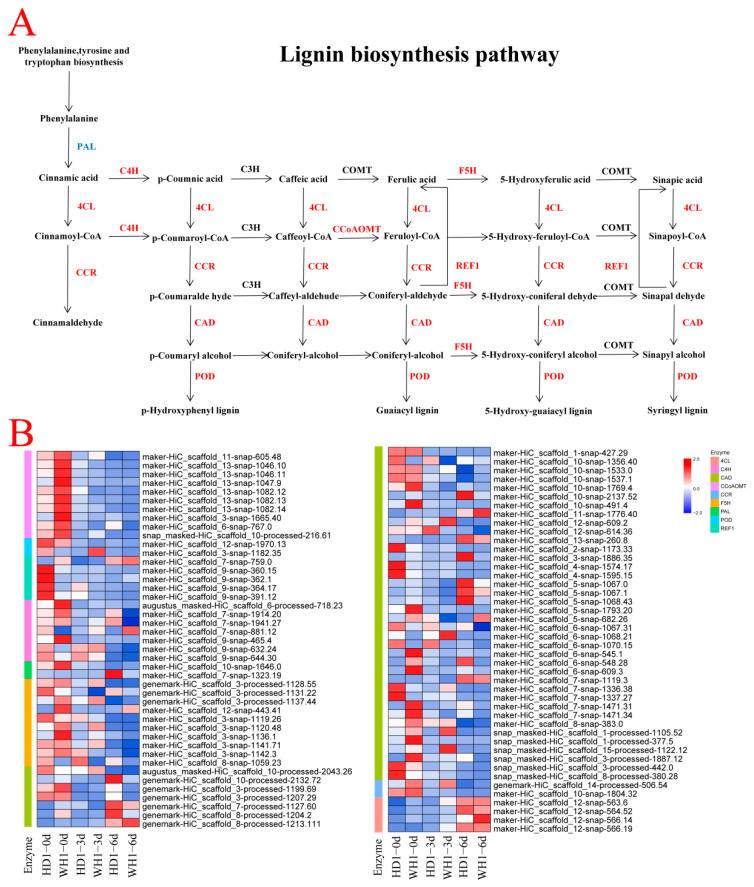 A
Lignin biosynthesis pathway
Phenylalanine,tyrosine and
tryptophan biosynthesis
Phenylalanine
PAL
C4H C3H COMT F5H COMT
Cinnamic acid p-Coumnic acid Caffeic acid Ferulic acid 5-Hydroxyferulic acid Sinapic acid
4CL 4CL 4CL 4CL 4CL 4CL
C4H C3H CCoAOMT COMT
Cinnamoyl-CoA p-Coumaroyl-CoA Caffeoyl-CoA Feruloyl-CoA 5-Hydroxy-feruloyl-CoA Sinapoyl-CoA
CCR CCR CCR CCR REF1 CCR REF1 CCR
C3H F5H COMT
p-Coumaralde hyde Caffeyl-aldehude Coniferyl-aldehyde 5-Hydroxy-coniferal dehyde Sinapal dehyde
Cinnamaldehyde
CAD CAD CAD CAD CAD
F5H COMT
p-Coumaryl alcohol Coniferyl-alcohol Coniferyl-alcohol 5-Hydroxy-coniferyl alcohol Sinapyl alcohol
POD POD POD POD
p-Hydroxyphenyl lignin Guaiacyl lignin 5-Hydroxy-guaiacyl lignin Syringyl lignin
B
maker-HiC_scaffold_11-snap-605.48
maker-HiC_scaffold_13-snap-1046.10
maker-HiC_scaffold_13-snap-1046.11
maker-HiC_scaffold_13-snap-1047.9
maker-HiC_scaffold_13-snap-1082.12
maker-HiC_scaffold_13-snap-1082.13
maker-HiC_scaffold_13-snap-1082.14
maker-HiC_scaffold_3-snap-1665.40
maker-HiC_scaffold_6-snap-767.0
snap_masked-HiC_scaffold_10-processed-216.61
maker-HiC_scaffold_12-snap-1970.13
maker-HiC_scaffold_3-snap-1182.35
maker-HiC_scaffold_7-snap-759.0
maker-HiC_scaffold_9-snap-360.15
maker-HiC_scaffold_9-snap-362.1
maker-HiC_scaffold_9-snap-364.17
maker-HiC_scaffold_9-snap-391.12
augustus_masked-HiC_scaffold_6-processed-718.23
maker-HiC_scaffold_7-snap-1914.20
maker-HiC_scaffold_7-snap-1941.27
maker-HiC_scaffold_7-snap-881.12
maker-HiC_scaffold_9-snap-465.4
maker-HiC_scaffold_9-snap-632.24
maker-HiC_scaffold_9-snap-644.30
maker-HiC_scaffold_10-snap-1646.0
maker-HiC_scaffold_7-snap-1323.19
genemark-HiC_scaffold_3-processed-1128.55
genemark-HiC_scaffold_3-processed-1131.22
genemark-HiC_scaffold_3-processed-1137.44
maker-HiC_scaffold_12-snap-443.41
maker-HiC_scaffold_3-snap-1119.26
maker-HiC_scaffold_3-snap-1120.48
maker-HiC_scaffold_3-snap-1136.1
maker-HiC_scaffold_3-snap-1141.71
maker-HiC_scaffold_3-snap-1142.3
maker-HiC_scaffold_8-snap-1059.23
augustus_masked-HiC_scaffold_10-processed-2043.26
genemark-HiC_scaffold_10-processed-2132.72
genemark-HiC_scaffold_3-processed-1199.69
genemark-HiC_scaffold_3-processed-1207.29
genemark-HiC_scaffold_7-processed-1127.60
genemark-HiC_scaffold_8-processed-1204.2
genemark-HiC_scaffold_8-processed-1213.111
Enzyme HD1-0d WH1-0d HD1-3d WH1-3d HD1-6d WH1-6d
maker-HiC_scaffold_1-snap-427.29
maker-HiC_scaffold_10-snap-1356.40
maker-HiC_scaffold_10-snap-1533.0
maker-HiC_scaffold_10-snap-1537.1
maker-HiC_scaffold_10-snap-1769.4
maker-HiC_scaffold_10-snap-2137.52
maker-HiC_scaffold_10-snap-491.4
maker-HiC_scaffold_11-snap-1776.40
maker-HiC_scaffold_12-snap-609.2
maker-HiC_scaffold_12-snap-614.36
maker-HiC_scaffold_13-snap-260.8
maker-HiC_scaffold_2-snap-1173.33
maker-HiC_scaffold_3-snap-1886.35
maker-HiC_scaffold_4-snap-1574.17
maker-HiC_scaffold_4-snap-1595.15
maker-HiC_scaffold_5-snap-1067.0
maker-HiC_scaffold_5-snap-1067.1
maker-HiC_scaffold_5-snap-1068.43
maker-HiC_scaffold_5-snap-1793.20
maker-HiC_scaffold_5-snap-682.26
maker-HiC_scaffold_6-snap-1067.31
maker-HiC_scaffold_6-snap-1068.21
maker-HiC_scaffold_6-snap-1070.15
maker-HiC_scaffold_6-snap-545.1
maker-HiC_scaffold_6-snap-548.28
maker-HiC_scaffold_6-snap-609.3
maker-HiC_scaffold_7-snap-1119.3
maker-HiC_scaffold_7-snap-1336.38
maker-HiC_scaffold_7-snap-1337.27
maker-HiC_scaffold_7-snap-1471.31
maker-HiC_scaffold_7-snap-1471.34
maker-HiC_scaffold_8-snap-383.0
snap_masked-HiC_scaffold_1-processed-1105.52
snap_masked-HiC_scaffold_1-processed-377.5
snap_masked-HiC_scaffold_15-processed-1122.12
snap_masked-HiC_scaffold_3-processed-1887.12
snap_masked-HiC_scaffold_3-processed-442.0
snap_masked-HiC_scaffold_8-processed-380.28
genemark-HiC_scaffold_14-processed-506.54
maker-HiC_scaffold_10-snap-1804.32
maker-HiC_scaffold_12-snap-563.6
maker-HiC_scaffold_12-snap-564.52
maker-HiC_scaffold_12-snap-566.14
maker-HiC_scaffold_12-snap-566.19
Enzyme HD1-0d WH1-0d HD1-3d WH1-3d HD1-6d WH1-6d
2.5
-2.0
Enzyme
4CL
C4H
CAD
CCoAOMT
CCR
F5H
PAL
POD
REF1